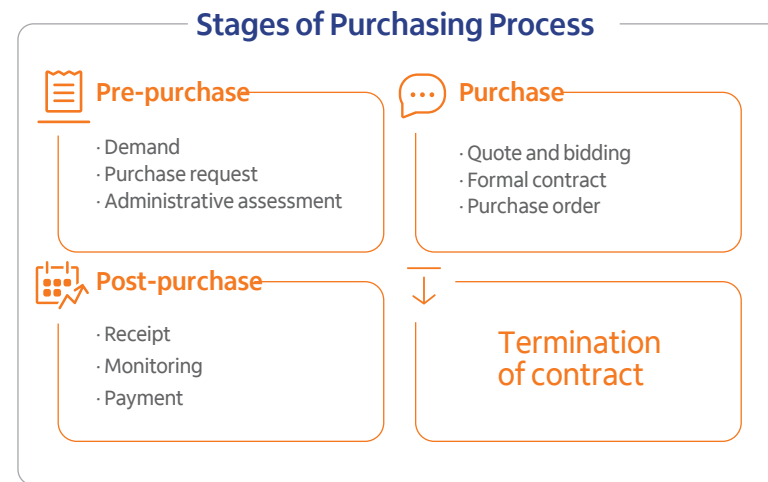 Stages of Purchasing Process
Pre-purchase
· Demand
· Purchase request
· Administrative assessment
Purchase
· Quote and bidding
· Formal contract
· Purchase order
Post-purchase
· Receipt
· Monitoring
· Payment
Termination
of contract